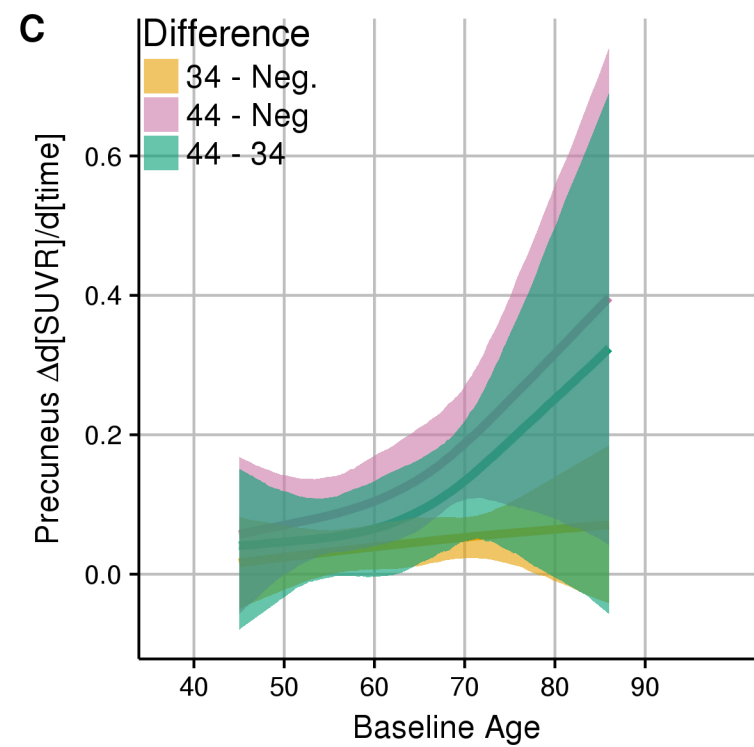 C
Difference
34 - Neg.
44 - Neg
44 - 34
Precuneus Δd[SUVR]/d[time]
0.6
0.4
0.2
0.0
40 50 60 70 80 90
Baseline Age